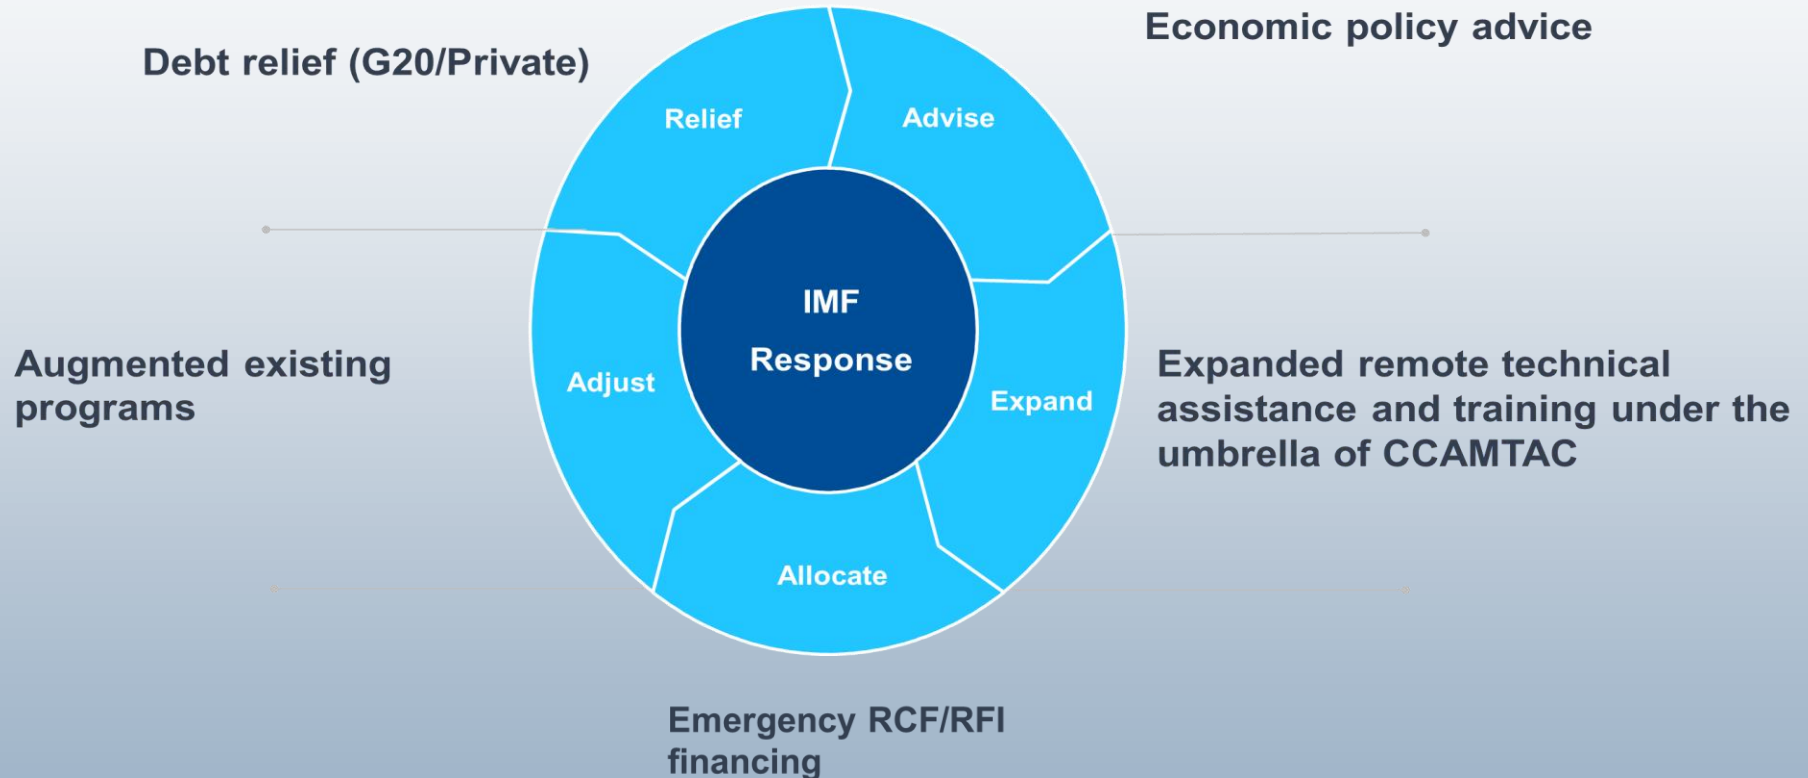 Economic policy advice
Debt relief (G20/Private)
Relief
Advise
IMF
Response
Augmented existing
programs
Adjust
Expand
Expanded remote technical
assistance and training under the
umbrella of CCAMTAC
Allocate
Emergency RCF/RFI
financing